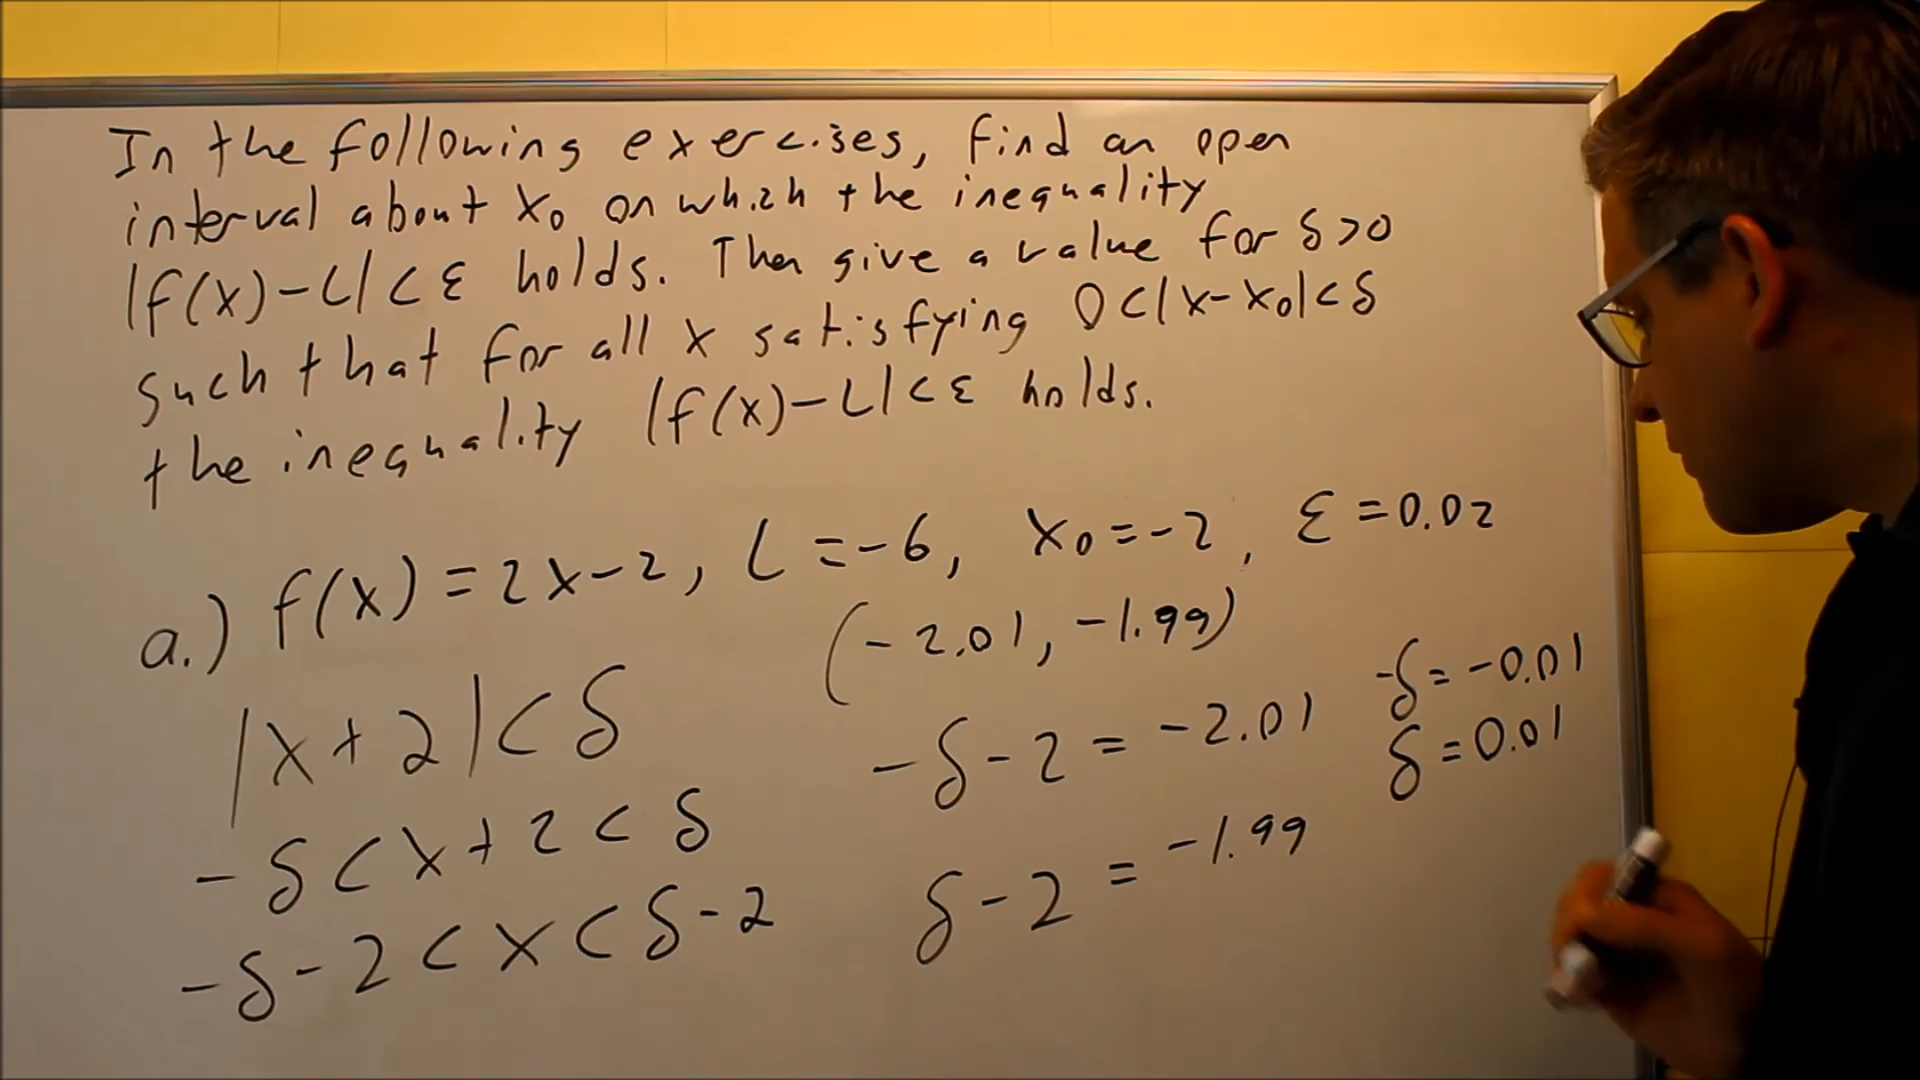 In the following exercises, find an open
interval about x₀ on which the inequality
|f(x)-L|<ε holds. Then give a value for δ>0
such that for all x satisfying 0<|x-x₀|<δ
the inequality |f(x)-L|<ε holds.
a.) f(x)=2x-2, L=-6, x₀=-2, ε=0.02
(-2.01, -1.99)
|x+2|<δ
-δ<x+2<δ
-δ-2<x<δ-2
-δ-2=-2.01
δ-2=-1.99
-δ=-0.01
δ=0.01